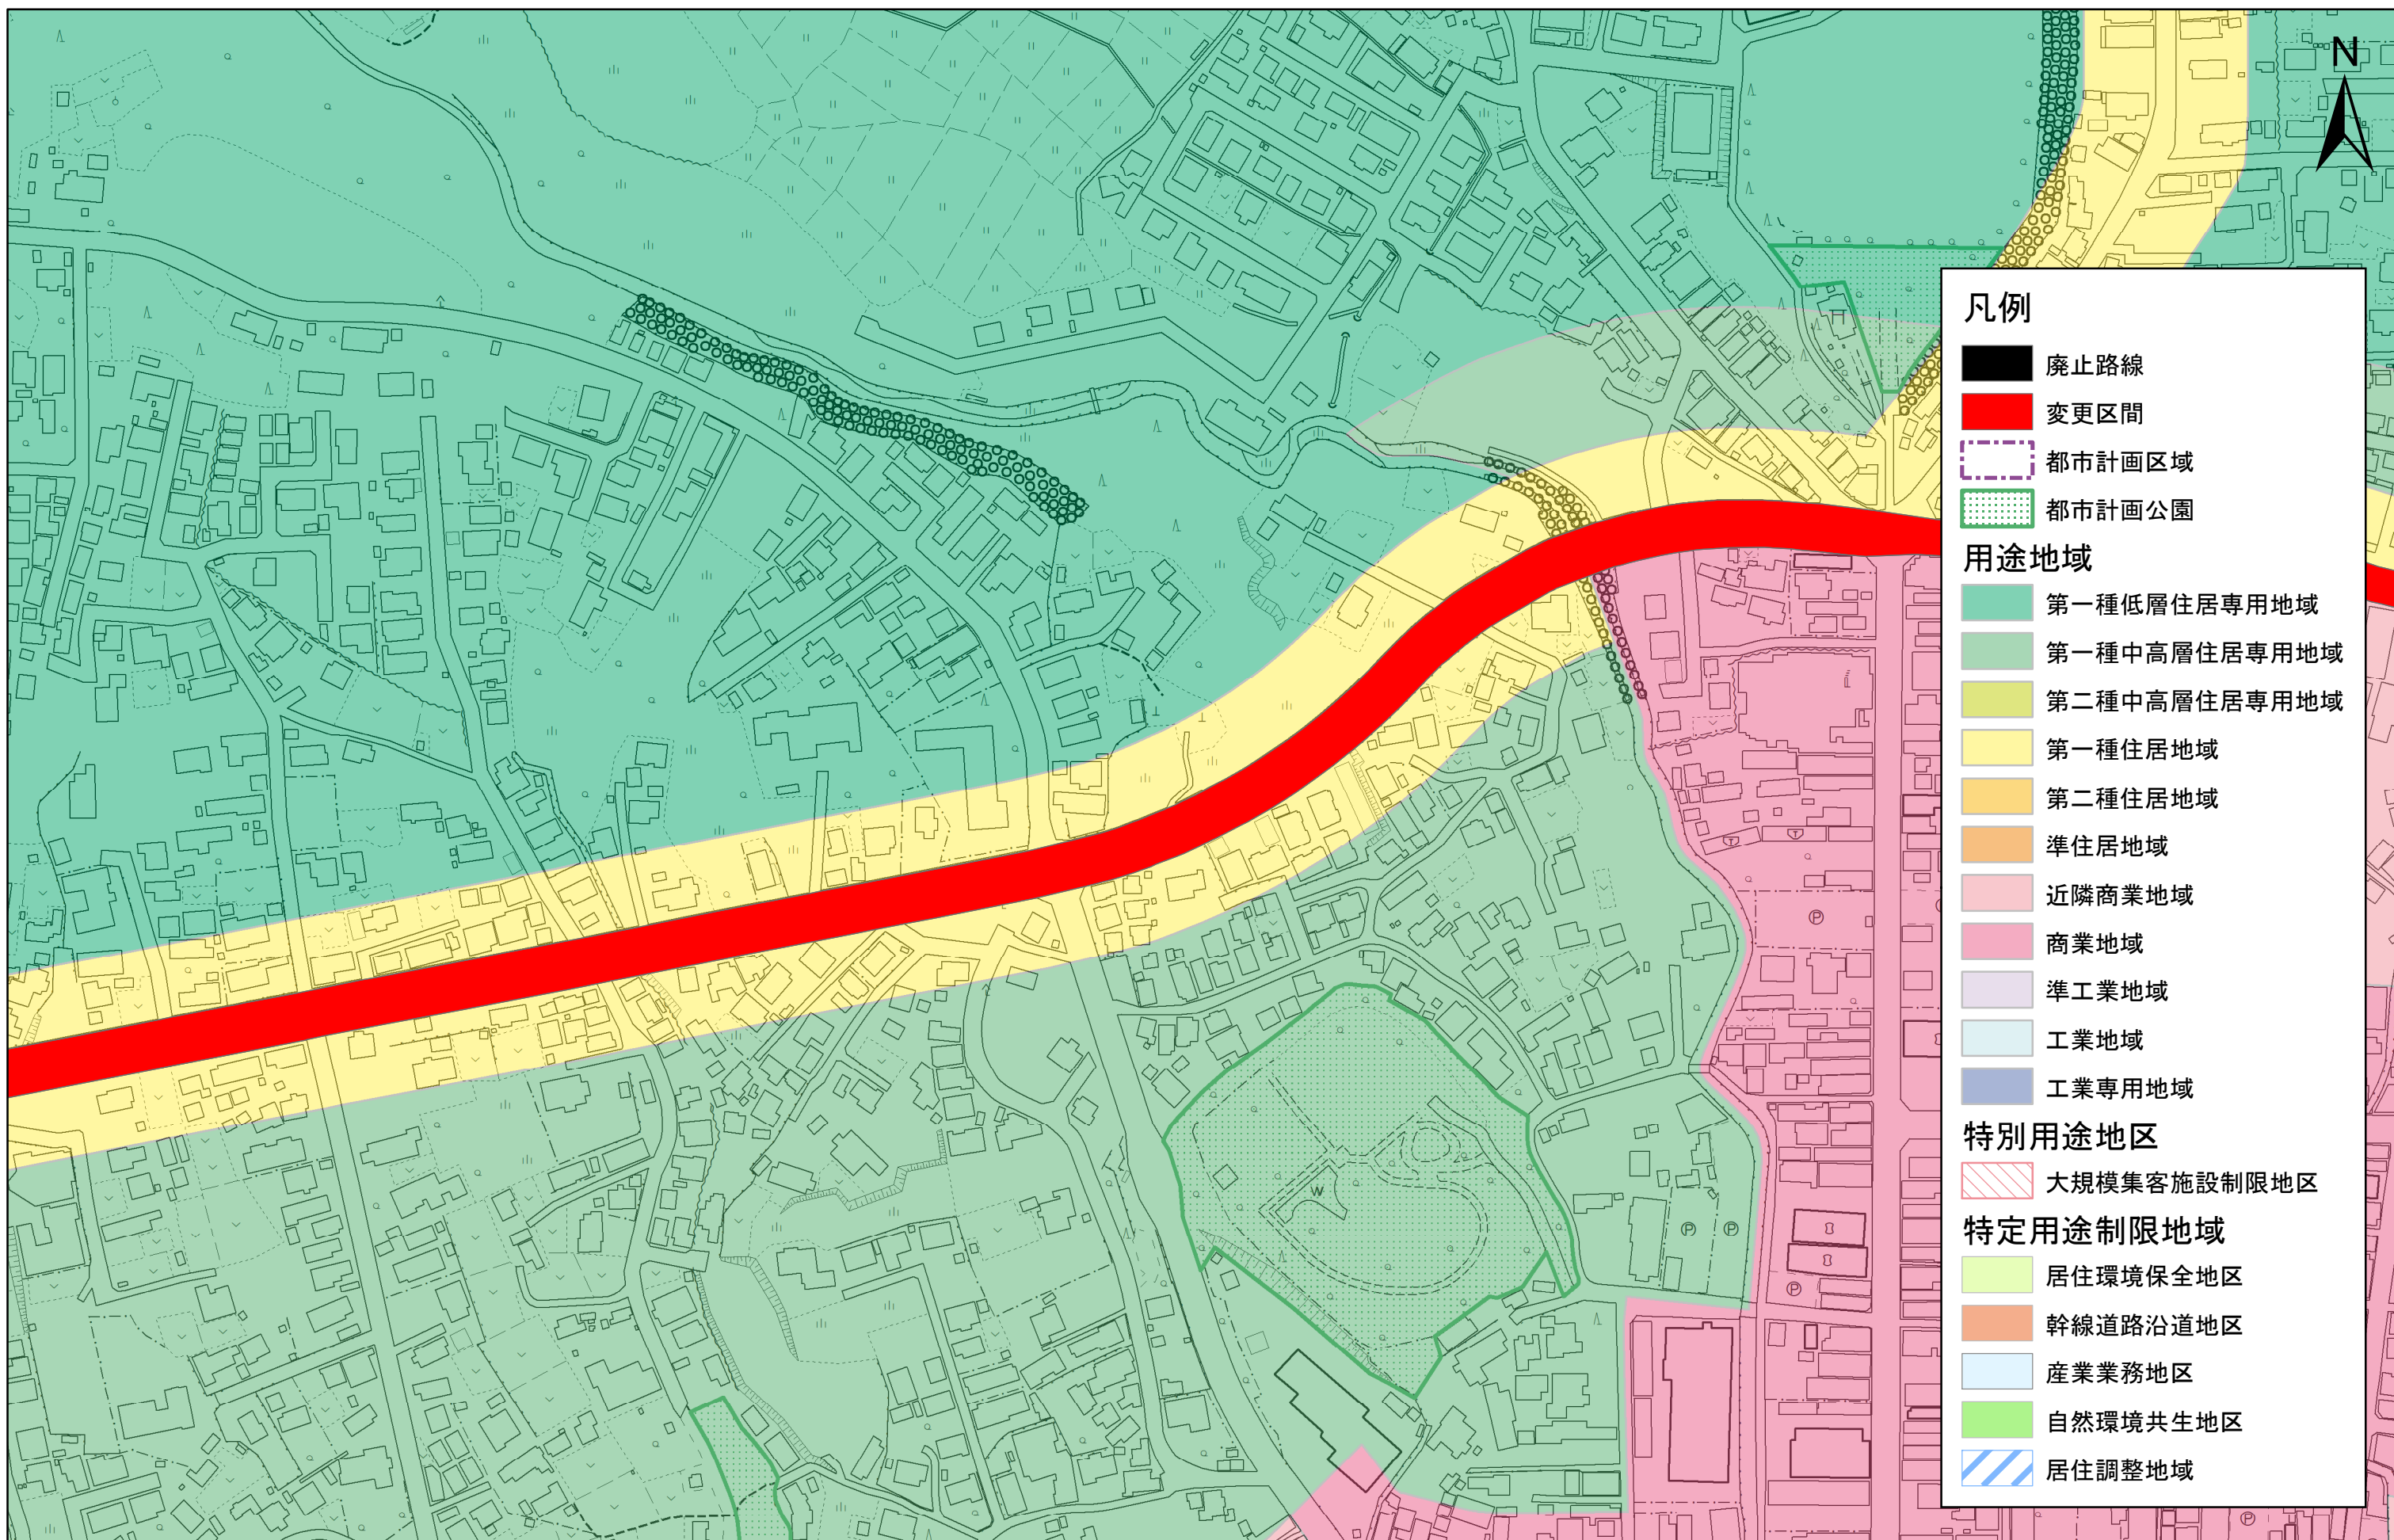 N
凡例
廃止路線
変更区間
都市計画区域
都市計画公園
用途地域
第一種低層住居専用地域
第一種中高層住居専用地域
第二種中高層住居専用地域
第一種住居地域
第二種住居地域
準住居地域
近隣商業地域
商業地域
準工業地域
工業地域
工業専用地域
特別用途地区
大規模集客施設制限地区
特定用途制限地域
居住環境保全地区
幹線道路沿道地区
産業業務地区
自然環境共生地区
居住調整地域
P
W
P P
P
P